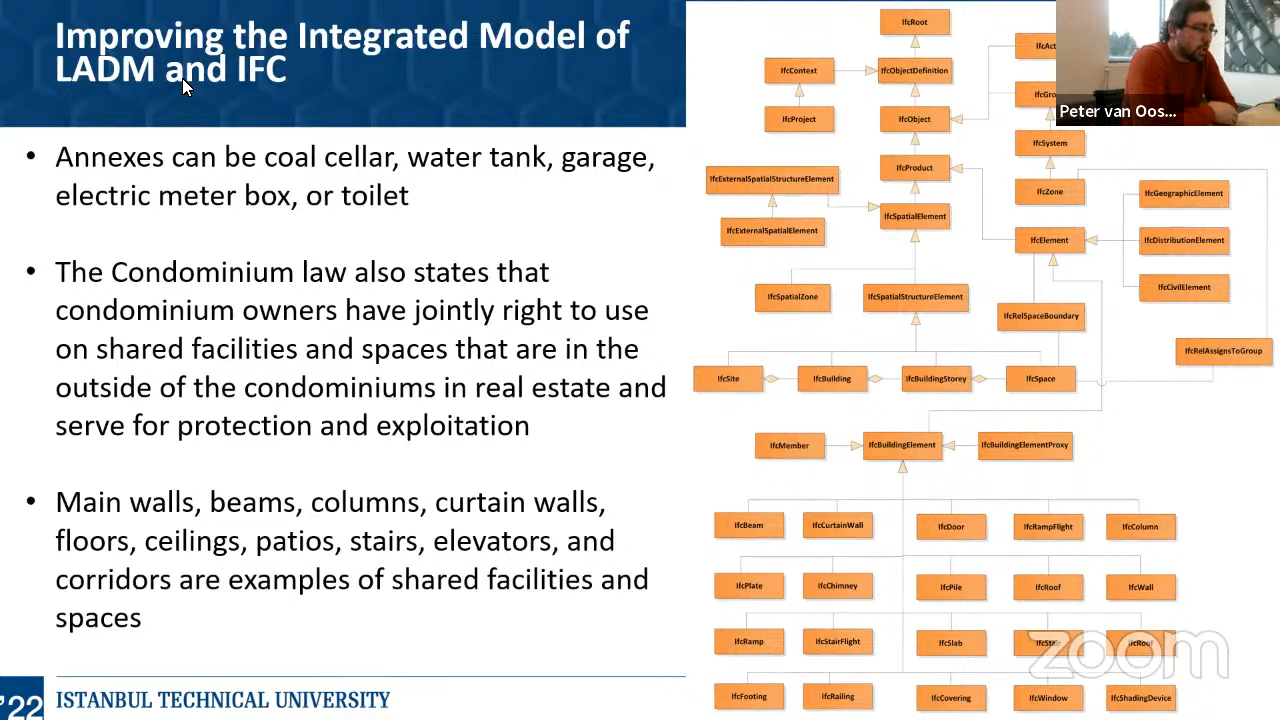 Improving the Integrated Model of
LADM and IFC
• Annexes can be coal cellar, water tank, garage,
electric meter box, or toilet
• The Condominium law also states that
condominium owners have jointly right to use
on shared facilities and spaces that are in the
outside of the condominiums in real estate and
serve for protection and exploitation
• Main walls, beams, columns, curtain walls,
floors, ceilings, patios, stairs, elevators, and
corridors are examples of shared facilities and
spaces
'22
ISTANBUL TECHNICAL UNIVERSITY
IfcRoot
IfcAct
Peter van Oos...
IfcContext
IfcObjectDefinition
IfcGro
IfcProject
IfcObject
IfcSystem
IfcProduct
IfcExternalSpatialStructureElement
IfcZone
IfcGeographicElement
IfcSpatialElement
IfcExternalSpatialElement
IfcElement
IfcDistributionElement
IfcCivilElement
IfcSpatialZone
IfcSpatialStructureElement
IfcRelSpaceBoundary
IfcRelAssignsToGroup
IfcSite
IfcBuilding
IfcBuildingStorey
IfcSpace
IfcMember
IfcBuildingElement
IfcBuildingElementProxy
IfcBeam
IfcCurtainWall
IfcDoor
IfcRampFlight
IfcColumn
IfcPlate
IfcChimney
IfcPile
IfcRoof
IfcWall
IfcRamp
IfcStairFlight
IfcSlab
IfcStair
IfcRoof
zoom
IfcFooting
IfcRailing
IfcCovering
IfcWindow
IfcShadingDevice